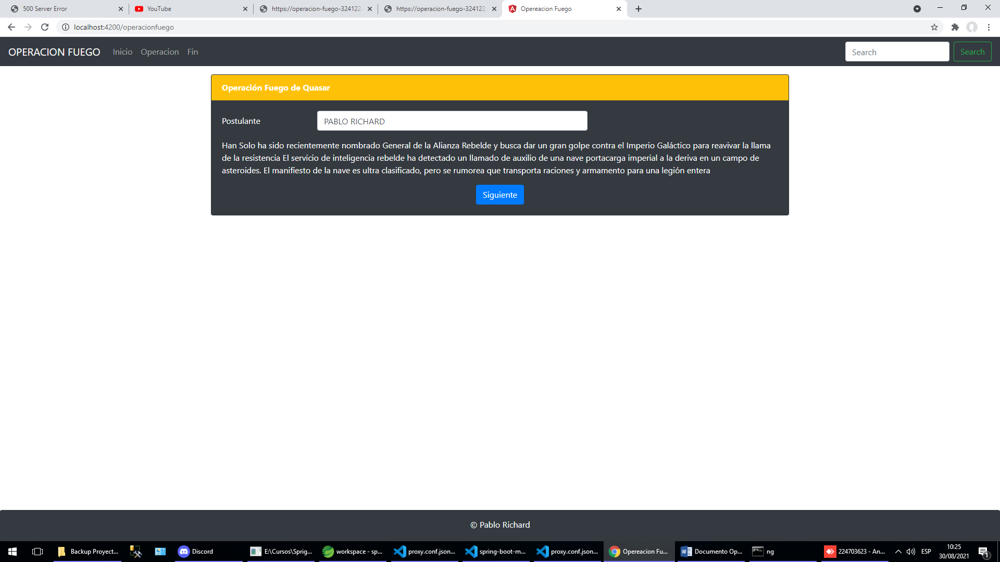 500 Server Error
YouTube
https://operacion-fuego-324122.
https://operacion-fuego-324122.
Opereacion Fuego
localhost:4200/operacionfuego
OPERACION FUEGO
Inicio
Operacion
Fin
Search
Search
Operación Fuego de Quasar
Postulante
PABLO RICHARD
Han Solo ha sido recientemente nombrado General de la Alianza Rebelde y busca dar un gran golpe contra el Imperio Galáctico para reavivar la llama
de la resistencia El servicio de inteligencia rebelde ha detectado un llamado de auxilio de una nave portacarga imperial a la deriva en un campo de
asteroides. El manifiesto de la nave es ultra clasificado, pero se rumorea que transporta raciones y armamento para una legión entera
Siguiente
© Pablo Richard
Backup Proyect...
Discord
E:\Cursos\Sprig...
workspace - sp...
proxy.conf.json...
spring-boot-m...
proxy.conf.json...
Opereacion Fu...
Documento Op...
ng
224703623 - An...
ESP
10:25
30/08/2021
1